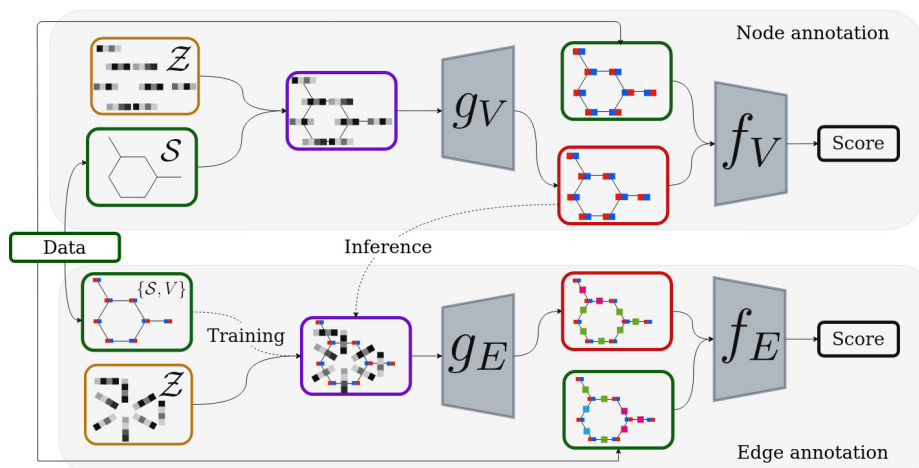 Node annotation
𝒵
g_V
f_V
Score
𝒮
Inference
Data
{𝒮, V}
Training
g_E
f_E
Score
𝒵
Edge annotation